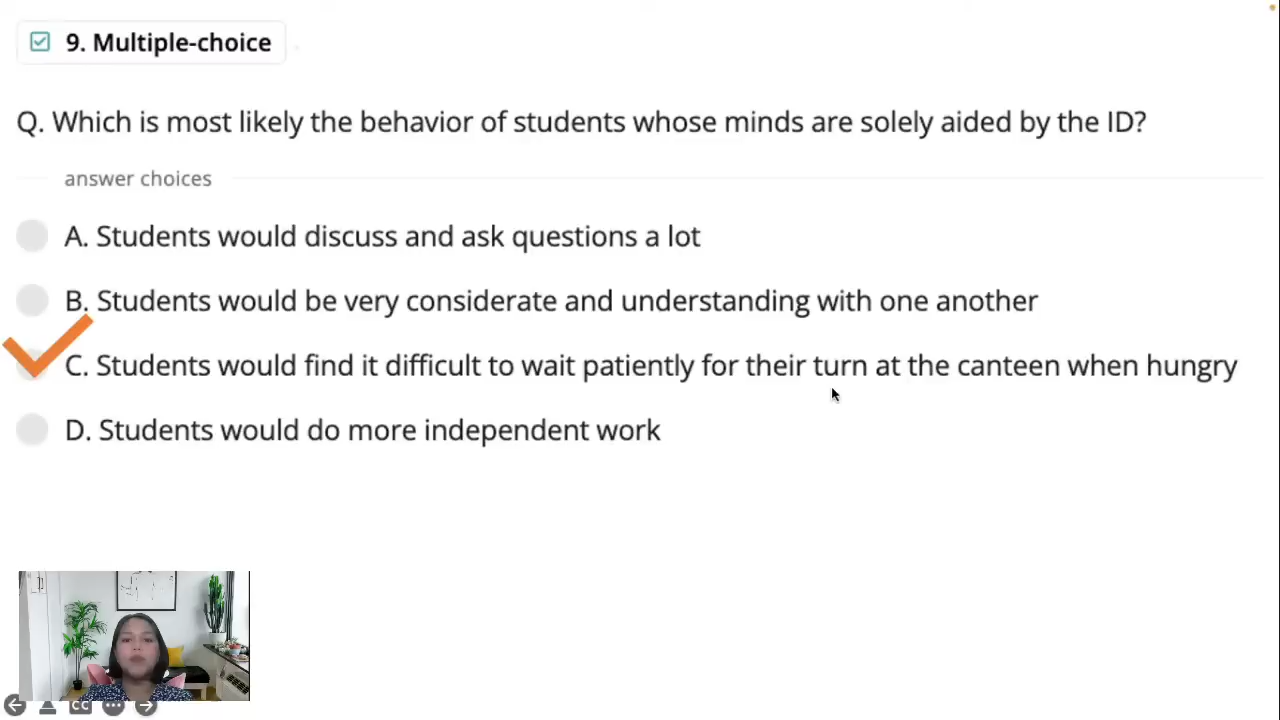 9. Multiple-choice
Q. Which is most likely the behavior of students whose minds are solely aided by the ID?
answer choices
A. Students would discuss and ask questions a lot
B. Students would be very considerate and understanding with one another
C. Students would find it difficult to wait patiently for their turn at the canteen when hungry
D. Students would do more independent work
CC